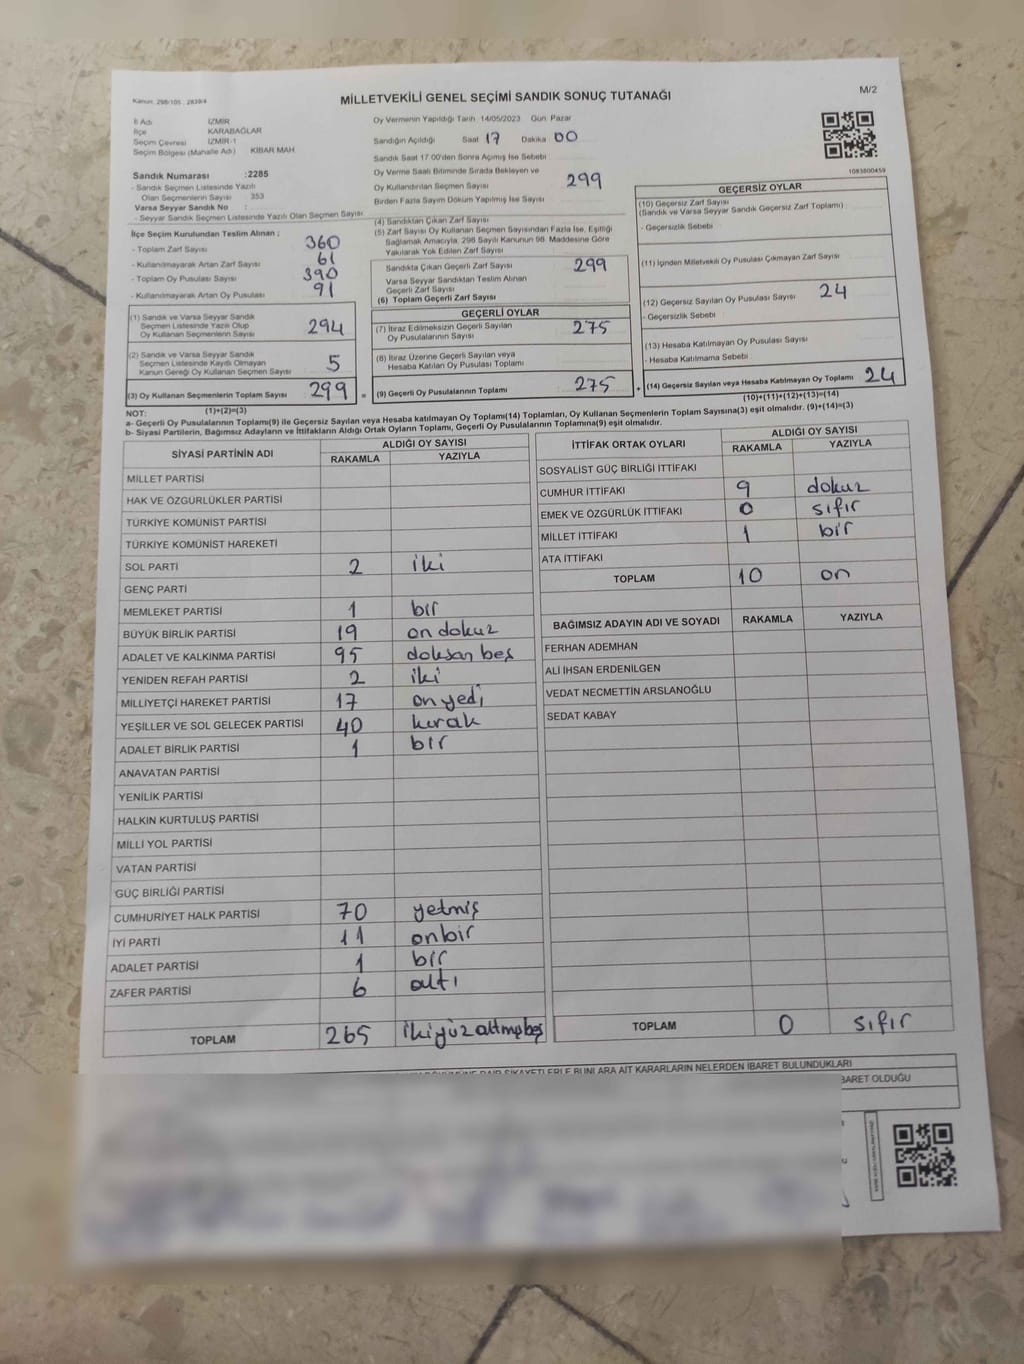 Kanun: 298/105 ; 2839/4
MİLLETVEKİLİ GENEL SEÇİMİ SANDIK SONUÇ TUTANAĞI
M/2
İl Adı : İZMİR
İlçe : KARABAĞLAR
Seçim Çevresi : İZMİR-1
Seçim Bölgesi (Mahalle Adı) : KİBAR MAH.
Sandık Numarası :2285
- Sandık Seçmen Listesinde Yazılı
Olan Seçmenlerin Sayısı : 353
Varsa Seyyar Sandık No :
- Seyyar Sandık Seçmen Listesinde Yazılı Olan Seçmen Sayısı
Oy Vermenin Yapıldığı Tarih 14/05/2023 Gün Pazar
Sandığın Açıldığı Saat 17 Dakika 00
Sandık Saat 17.00'den Sonra Açılmış İse Sebebi
Oy Verme Saati Bitiminde Sırada Bekleyen ve
Oy Kullandırılan Seçmen Sayısı 299
Birden Fazla Sayım Döküm Yapılmış İse Sayısı
1083800459
İlçe Seçim Kurulundan Teslim Alınan ;
- Toplam Zarf Sayısı 360
- Kullanılmayarak Artan Zarf Sayısı 61
- Toplam Oy Pusulası Sayısı 390
- Kullanılmayarak Artan Oy Pusulası 91
(1) Sandık ve Varsa Seyyar Sandık
Seçmen Listesinde Yazılı Olup
Oy Kullanan Seçmenlerin Sayısı 294
(2) Sandık ve Varsa Seyyar Sandık
Seçmen Listesinde Kayıtlı Olmayan
Kanun Gereği Oy Kullanan Seçmen Sayısı 5
(3) Oy Kullanan Seçmenlerin Toplam Sayısı 299
(1)+(2)=(3)
(4) Sandıktan Çıkan Zarf Sayısı
(5) Zarf Sayısı Oy Kullanan Seçmen Sayısından Fazla İse, Eşitliği
Sağlamak Amacıyla, 298 Sayılı Kanunun 98. Maddesine Göre
Yakılarak Yok Edilen Zarf Sayısı
Sandıkta Çıkan Geçerli Zarf Sayısı 299
Varsa Seyyar Sandıktan Teslim Alınan
Geçerli Zarf Sayısı
(6) Toplam Geçerli Zarf Sayısı
GEÇERLİ OYLAR
(7) İtiraz Edilmeksizin Geçerli Sayılan
Oy Pusulalarının Sayısı 275
(8) İtiraz Üzerine Geçerli Sayılan veya
Hesaba Katılan Oy Pusulası Toplamı
= (9) Geçerli Oy Pusulalarının Toplamı 275
GEÇERSİZ OYLAR
(10) Geçersiz Zarf Sayısı
(Sandık ve Varsa Seyyar Sandık Geçersiz Zarf Toplamı)
- Geçersizlik Sebebi :
(11) İçinden Milletvekili Oy Pusulası Çıkmayan Zarf Sayısı
(12) Geçersiz Sayılan Oy Pusulası Sayısı 24
- Geçersizlik Sebebi :
(13) Hesaba Katılmayan Oy Pusulası Sayısı
- Hesaba Katılmama Sebebi :
+ (14) Geçersiz Sayılan veya Hesaba Katılmayan Oy Toplamı 24
(10)+(11)+(12)+(13)=(14)
NOT:
a- Geçerli Oy Pusulalarının Toplamı(9) ile Geçersiz Sayılan veya Hesaba katılmayan Oy Toplamı(14) Toplamları, Oy Kullanan Seçmenlerin Toplam Sayısına(3) eşit olmalıdır. (9)+(14)=(3)
b- Siyasi Partilerin, Bağımsız Adayların ve İttifakların Aldığı Ortak Oyların Toplamı, Geçerli Oy Pusulalarının Toplamına(9) eşit olmalıdır.
SİYASİ PARTİNİN ADI ALDIĞI OY SAYISI
RAKAMLA YAZIYLA
MİLLET PARTİSİ
HAK VE ÖZGÜRLÜKLER PARTİSİ
TÜRKİYE KOMÜNİST PARTİSİ
TÜRKİYE KOMÜNİST HAREKETİ
SOL PARTİ 2 iki
GENÇ PARTİ
MEMLEKET PARTİSİ 1 bir
BÜYÜK BİRLİK PARTİSİ 19 on dokuz
ADALET VE KALKINMA PARTİSİ 95 doksan beş
YENİDEN REFAH PARTİSİ 2 iki
MİLLİYETÇİ HAREKET PARTİSİ 17 on yedi
YEŞİLLER VE SOL GELECEK PARTİSİ 40 kırak
ADALET BİRLİK PARTİSİ 1 bir
ANAVATAN PARTİSİ
YENİLİK PARTİSİ
HALKIN KURTULUŞ PARTİSİ
MİLLİ YOL PARTİSİ
VATAN PARTİSİ
GÜÇ BİRLİĞİ PARTİSİ
CUMHURİYET HALK PARTİSİ 70 yetmiş
İYİ PARTİ 11 onbir
ADALET PARTİSİ 1 bir
ZAFER PARTİSİ 6 altı
TOPLAM 265 ikiyüzaltmışbeş
İTTİFAK ORTAK OYLARI ALDIĞI OY SAYISI
RAKAMLA YAZIYLA
SOSYALİST GÜÇ BİRLİĞİ İTTİFAKI
CUMHUR İTTİFAKI 9 dokuz
EMEK VE ÖZGÜRLÜK İTTİFAKI 0 sıfır
MİLLET İTTİFAKI 1 bir
ATA İTTİFAKI
TOPLAM 10 on
BAĞIMSIZ ADAYIN ADI VE SOYADI RAKAMLA YAZIYLA
FERHAN ADEMHAN
ALİ İHSAN ERDENİLGEN
VEDAT NECMETTİN ARSLANOĞLU
SEDAT KABAY
TOPLAM 0 sıfır
DAİR ŞİKAYETLERLE BUNLARA AİT KARARLARIN NELERDEN İBARET BULUNDUKLARI
İBARET OLDUĞU